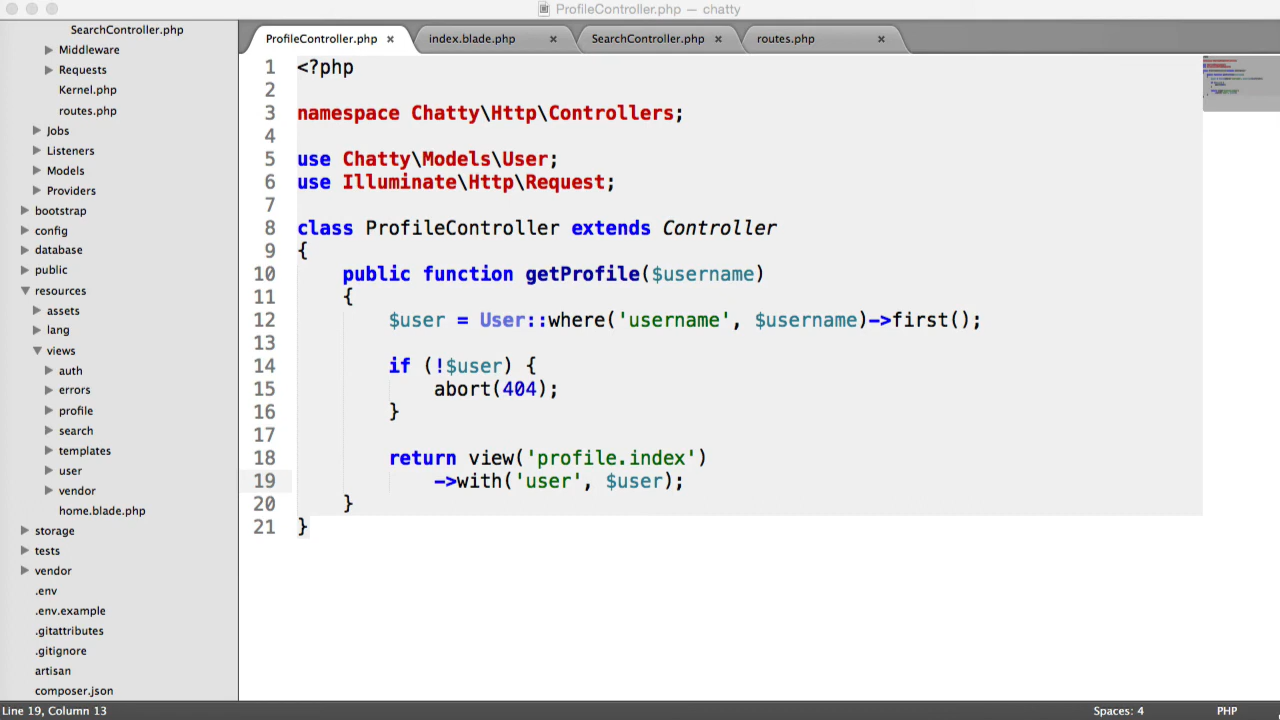 ProfileController.php — chatty
SearchController.php
Middleware
Requests
Kernel.php
routes.php
Jobs
Listeners
Models
Providers
bootstrap
config
database
public
resources
assets
lang
views
auth
errors
profile
search
templates
user
vendor
home.blade.php
storage
tests
vendor
.env
.env.example
.gitattributes
.gitignore
artisan
composer.json
ProfileController.php × index.blade.php × SearchController.php × routes.php ×
1 <?php
2
3 namespace Chatty\Http\Controllers;
4
5 use Chatty\Models\User;
6 use Illuminate\Http\Request;
7
8 class ProfileController extends Controller
9 {
10 public function getProfile($username)
11 {
12 $user = User::where('username', $username)->first();
13
14 if (!$user) {
15 abort(404);
16 }
17
18 return view('profile.index')
19 ->with('user', $user);
20 }
21 }
Line 19, Column 13
Spaces: 4
PHP